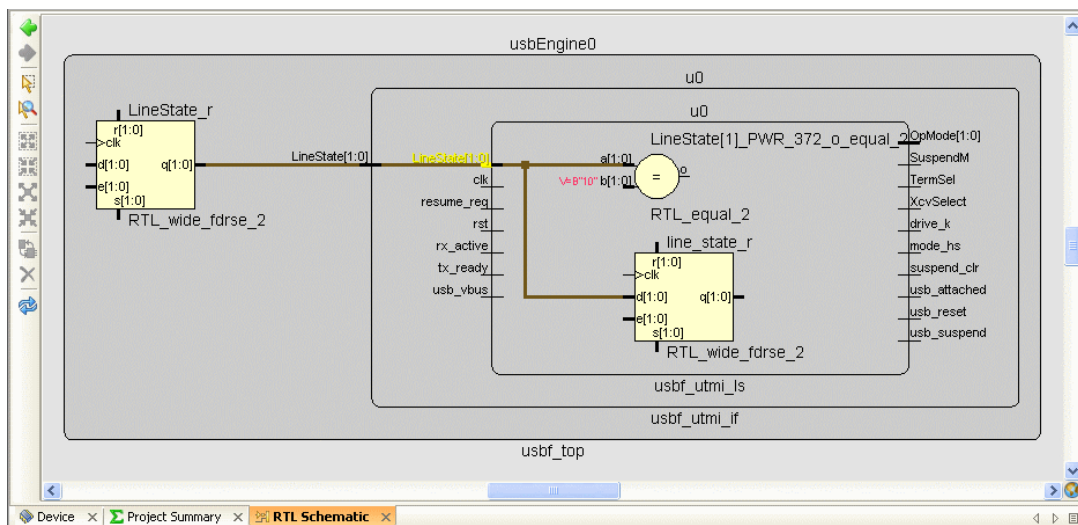 usbEngine0
u0
u0
LineState_r
r[1:0]
clk
d[1:0] q[1:0]
e[1:0]
s[1:0]
RTL_wide_fdrse_2
LineState[1:0]
LineState[1:0]
clk
resume_req
rst
rx_active
tx_ready
usb_vbus
LineState[1]_PWR_372_o_equal_2
a[1:0]
V=B"10" b[1:0]
=
o
RTL_equal_2
line_state_r
r[1:0]
clk
d[1:0] q[1:0]
e[1:0]
s[1:0]
RTL_wide_fdrse_2
OpMode[1:0]
SuspendM
TermSel
XcvSelect
drive_k
mode_hs
suspend_clr
usb_attached
usb_reset
usb_suspend
usbf_utmi_ls
usbf_utmi_if
usbf_top
Device Project Summary RTL Schematic